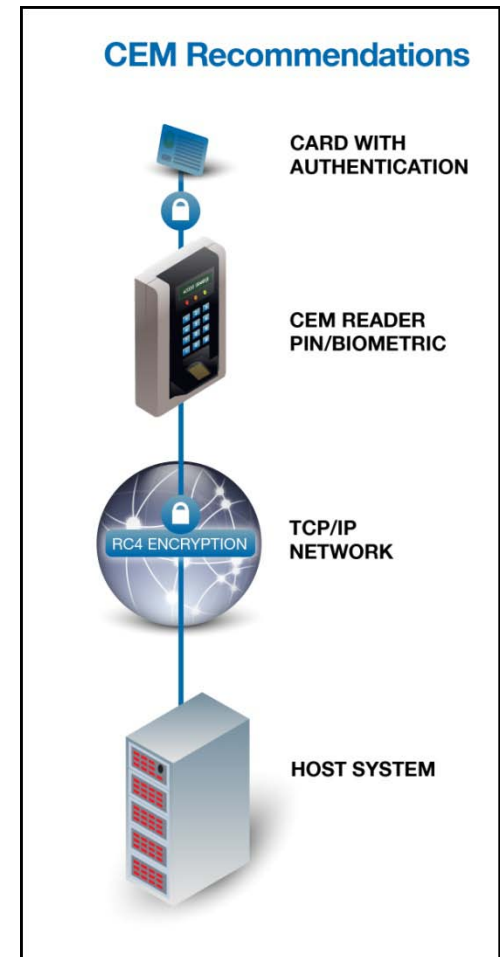 CEM Recommendations
CARD WITH
AUTHENTICATION
CEM READER
PIN/BIOMETRIC
RC4 ENCRYPTION
TCP/IP
NETWORK
HOST SYSTEM